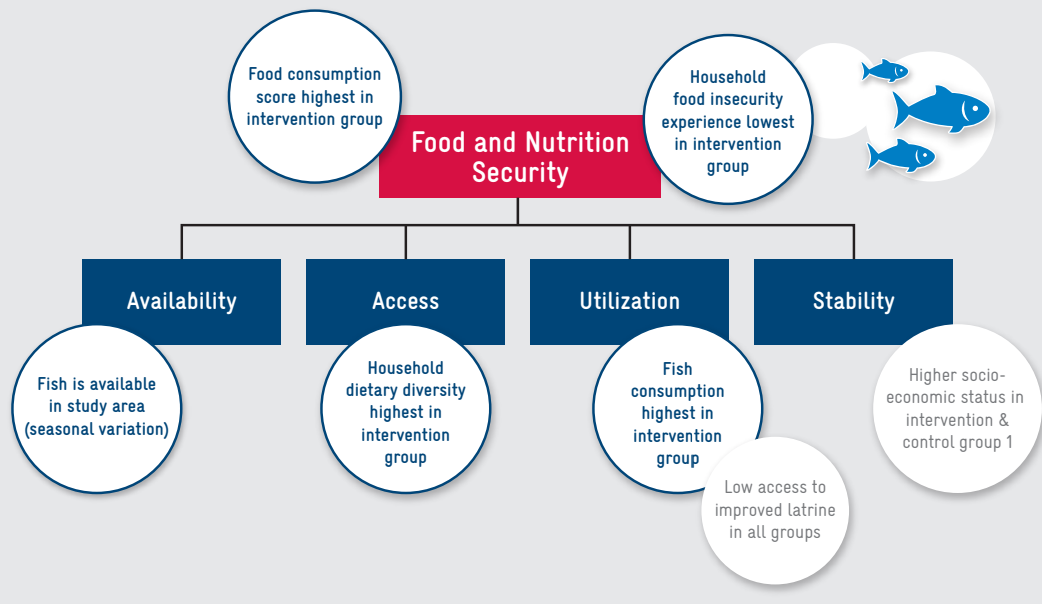 Food consumption
score highest in
intervention group
Food and Nutrition
Security
Household
food insecurity
experience lowest
in intervention
group
Availability
Access
Utilization
Stability
Fish is available
in study area
(seasonal variation)
Household
dietary diversity
highest in
intervention
group
Fish
consumption
highest in
intervention
group
Low access to
improved latrine
in all groups
Higher socio-
economic status in
intervention &
control group 1